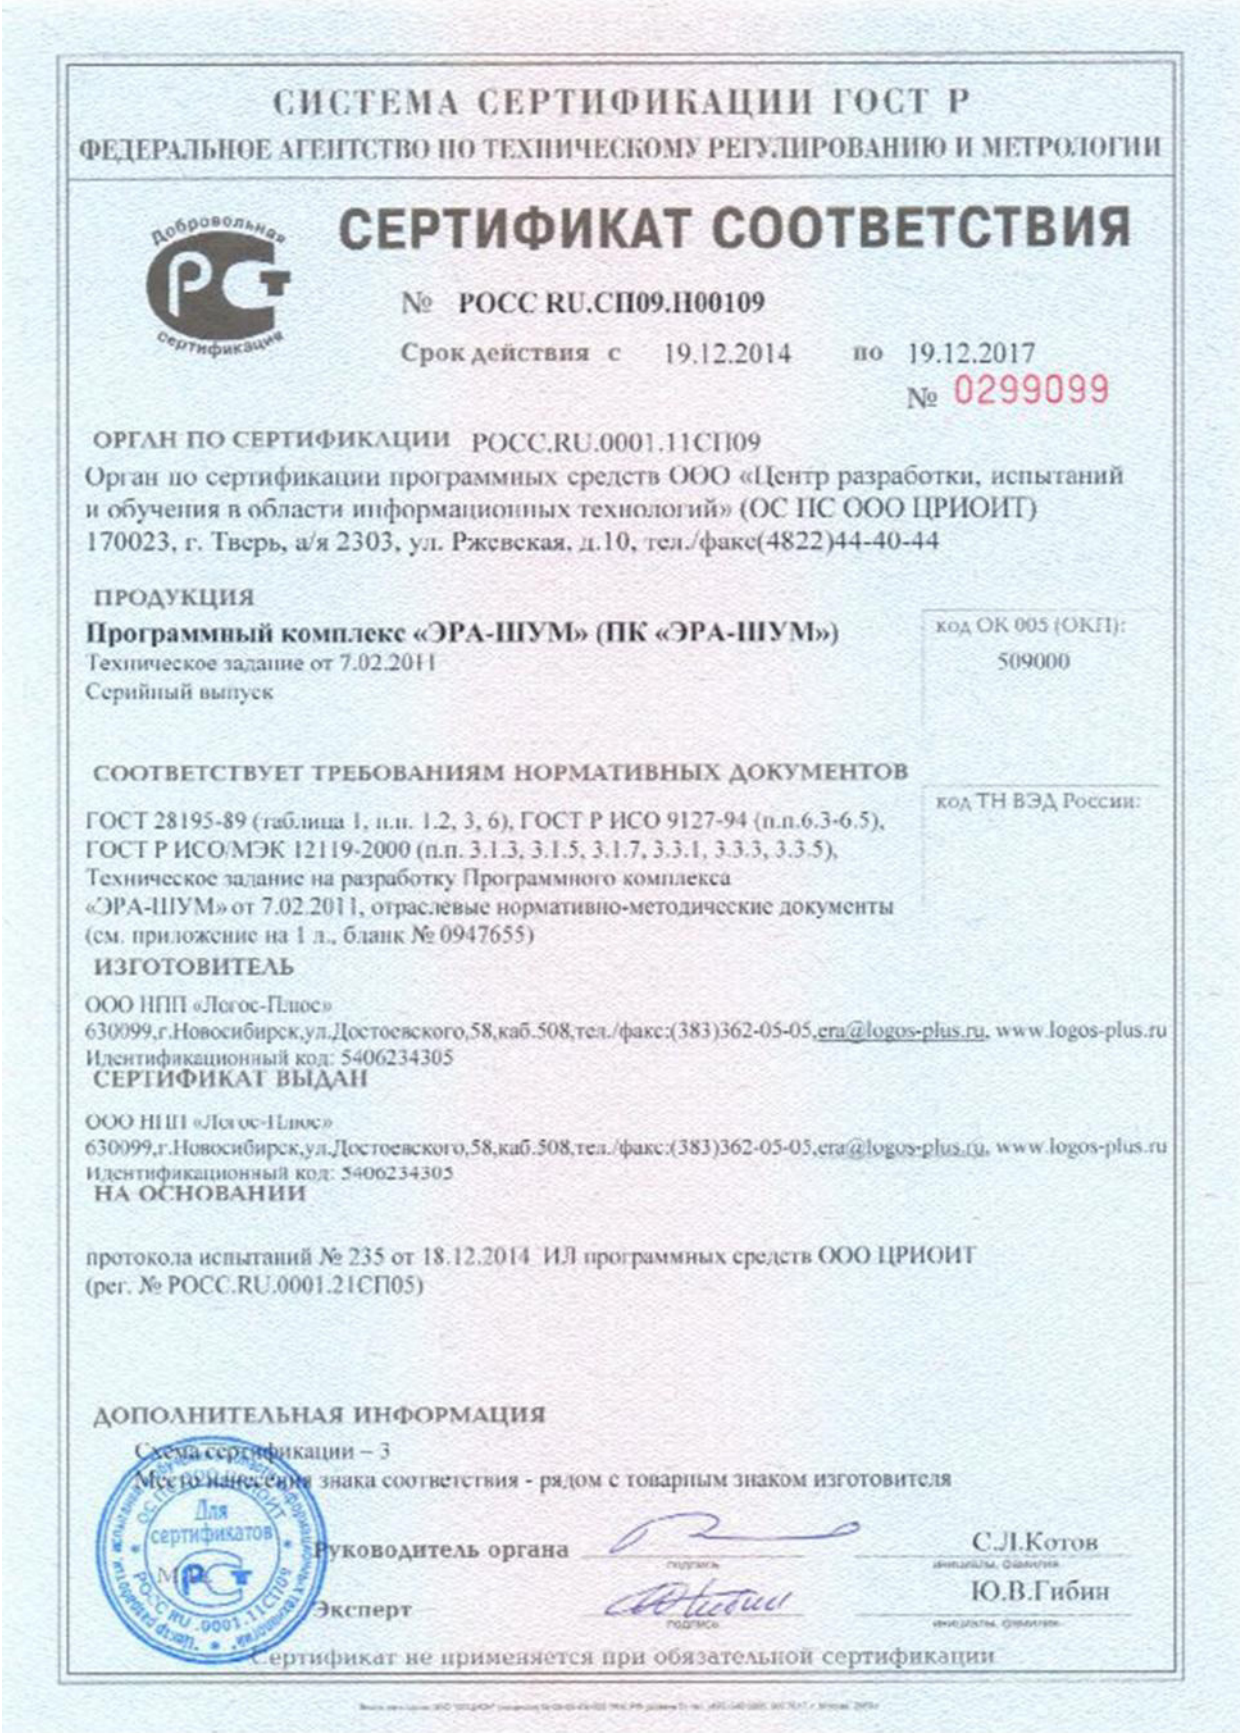 СИСТЕМА СЕРТИФИКАЦИИ ГОСТ Р
ФЕДЕРАЛЬНОЕ АГЕНТСТВО ПО ТЕХНИЧЕСКОМУ РЕГУЛИРОВАНИЮ И МЕТРОЛОГИИ
Добровольная
РСТ
сертификация
СЕРТИФИКАТ СООТВЕТСТВИЯ
№ РОСС RU.СП09.Н00109
Срок действия с 19.12.2014 по 19.12.2017
№ 0299099
ОРГАН ПО СЕРТИФИКАЦИИ РОСС.RU.0001.11СП09
Орган по сертификации программных средств ООО «Центр разработки, испытаний
и обучения в области информационных технологий» (ОС ПС ООО ЦРИОИТ)
170023, г. Тверь, а/я 2303, ул. Ржевская, д.10, тел./факс(4822)44-40-44
ПРОДУКЦИЯ
Программный комплекс «ЭРА-ШУМ» (ПК «ЭРА-ШУМ»)
Техническое задание от 7.02.2011
Серийный выпуск
код ОК 005 (ОКП):
509000
СООТВЕТСТВУЕТ ТРЕБОВАНИЯМ НОРМАТИВНЫХ ДОКУМЕНТОВ
ГОСТ 28195-89 (таблица 1, п.п. 1.2, 3, 6), ГОСТ Р ИСО 9127-94 (п.п.6.3-6.5),
ГОСТ Р ИСО/МЭК 12119-2000 (п.п. 3.1.3, 3.1.5, 3.1.7, 3.3.1, 3.3.3, 3.3.5),
Техническое задание на разработку Программного комплекса
«ЭРА-ШУМ» от 7.02.2011, отраслевые нормативно-методические документы
(см. приложение на 1 л., бланк № 0947655)
код ТН ВЭД России:
ИЗГОТОВИТЕЛЬ
ООО НПП «Логос-Плюс»
630099,г.Новосибирск,ул.Достоевского,58,каб.508,тел./факс:(383)362-05-05,era@logos-plus.ru, www.logos-plus.ru
Идентификационный код: 5406234305
СЕРТИФИКАТ ВЫДАН
ООО НПП «Логос-Плюс»
630099,г.Новосибирск,ул.Достоевского,58,каб.508,тел./факс:(383)362-05-05,era@logos-plus.ru, www.logos-plus.ru
Идентификационный код: 5406234305
НА ОСНОВАНИИ
протокола испытаний № 235 от 18.12.2014 ИЛ программных средств ООО ЦРИОИТ
(рег. № РОСС.RU.0001.21СП05)
ДОПОЛНИТЕЛЬНАЯ ИНФОРМАЦИЯ
Схема сертификации – 3
Место нанесения знака соответствия - рядом с товарным знаком изготовителя
Для
сертификатов
РОСС RU .0001.11СП09
Руководитель органа
подпись
С.Л.Котов
инициалы, фамилия
Эксперт
подпись
Ю.В.Гибин
инициалы, фамилия
Сертификат не применяется при обязательной сертификации